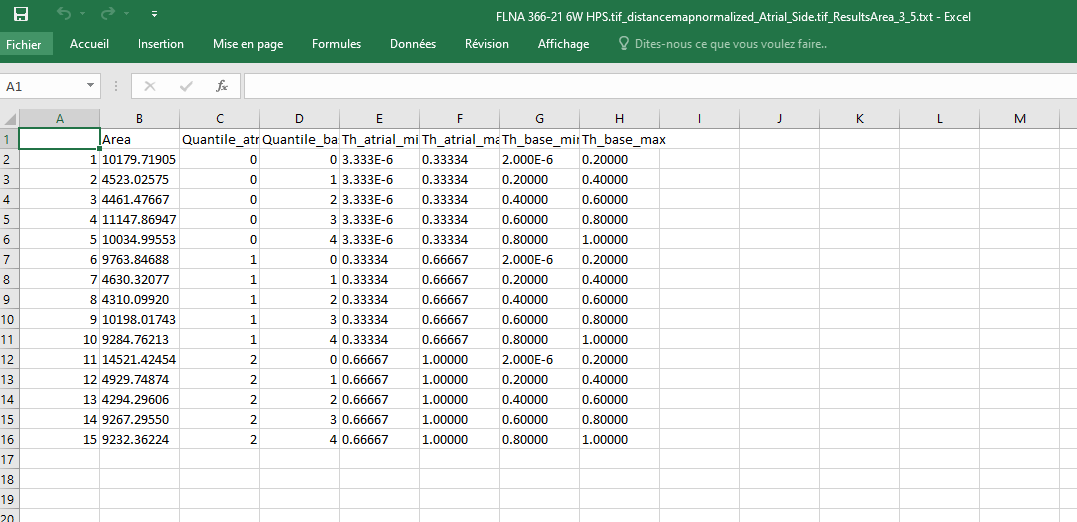 FLNA 366-21 6W HPS.tif_distancemapnormalized_Atrial_Side.tif_ResultsArea_3_5.txt - Excel
Fichier Accueil Insertion Mise en page Formules Données Révision Affichage Dites-nous ce que vous voulez faire..
A1 fx
A B C D E F G H I J K L M
1 Area Quantile_atr Quantile_ba Th_atrial_mi Th_atrial_ma Th_base_min Th_base_max
2 1 10179.71905 0 0 3.333E-6 0.33334 2.000E-6 0.20000
3 2 4523.02575 0 1 3.333E-6 0.33334 0.20000 0.40000
4 3 4461.47667 0 2 3.333E-6 0.33334 0.40000 0.60000
5 4 11147.86947 0 3 3.333E-6 0.33334 0.60000 0.80000
6 5 10034.99553 0 4 3.333E-6 0.33334 0.80000 1.00000
7 6 9763.84688 1 0 0.33334 0.66667 2.000E-6 0.20000
8 7 4630.32077 1 1 0.33334 0.66667 0.20000 0.40000
9 8 4310.09920 1 2 0.33334 0.66667 0.40000 0.60000
10 9 10198.01743 1 3 0.33334 0.66667 0.60000 0.80000
11 10 9284.76213 1 4 0.33334 0.66667 0.80000 1.00000
12 11 14521.42454 2 0 0.66667 1.00000 2.000E-6 0.20000
13 12 4929.74874 2 1 0.66667 1.00000 0.20000 0.40000
14 13 4294.29606 2 2 0.66667 1.00000 0.40000 0.60000
15 14 9267.29550 2 3 0.66667 1.00000 0.60000 0.80000
16 15 9232.36224 2 4 0.66667 1.00000 0.80000 1.00000
17
18
19
20